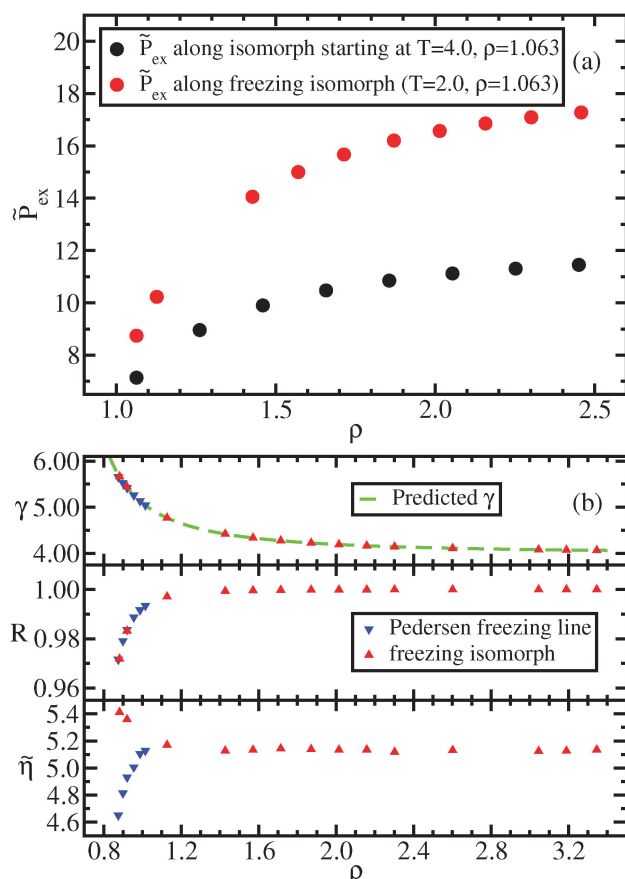 20
P̃ex along isomorph starting at T=4.0, ρ=1.063
(a)
P̃ex along freezing isomorph (T=2.0, ρ=1.063)
18
16
14
P̃ex
12
10
8
1.0 1.5 2.0 2.5
ρ
6.00
(b)
γ
5.00
Predicted γ
4.00
1.00
R
0.98
Pedersen freezing line
freezing isomorph
0.96
5.4
5.2
η̃
5.0
4.8
4.6
0.8 1.2 1.6 2.0 2.4 2.8 3.2
ρ